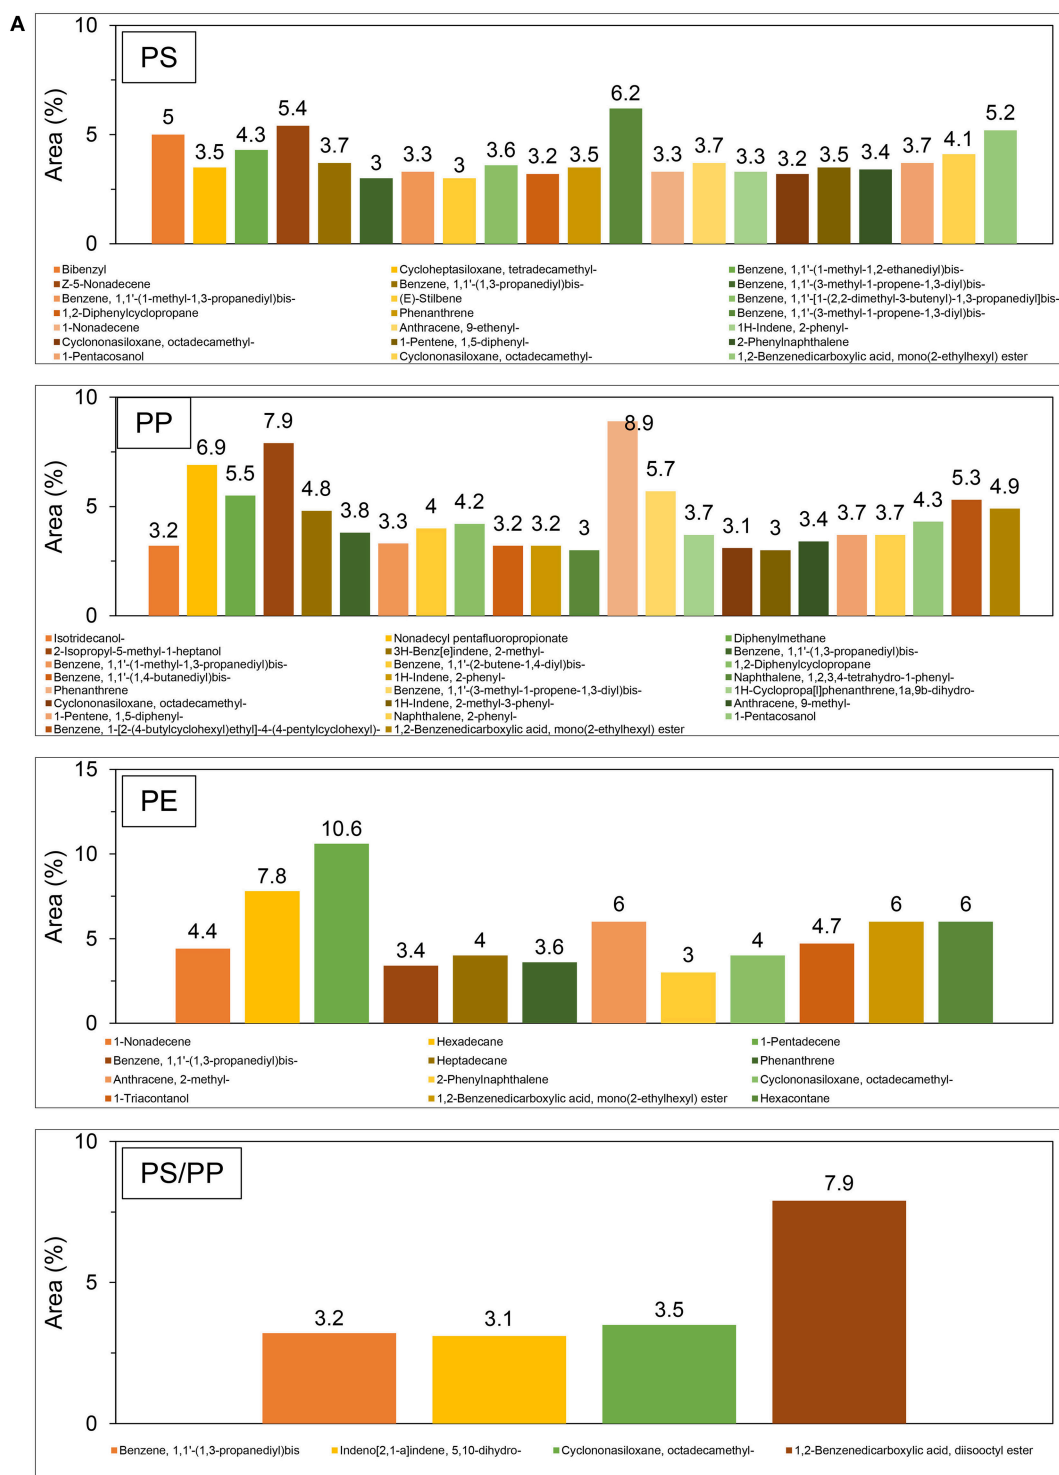 A
PS
Area (%)
10
5
0
5
3.5
4.3
5.4
3.7
3
3.3
3
3.6
3.2
3.5
6.2
3.3
3.7
3.3
3.2
3.5
3.4
3.7
4.1
5.2
Bibenzyl Cycloheptasiloxane, tetradecamethyl- Benzene, 1,1'-(1-methyl-1,2-ethanediyl)bis-
Z-5-Nonadecene Benzene, 1,1'-(1,3-propanediyl)bis- Benzene, 1,1'-(3-methyl-1-propene-1,3-diyl)bis-
Benzene, 1,1'-(1-methyl-1,3-propanediyl)bis- (E)-Stilbene Benzene, 1,1'-[1-(2,2-dimethyl-3-butenyl)-1,3-propanediyl]bis-
1,2-Diphenylcyclopropane Phenanthrene Benzene, 1,1'-(3-methyl-1-propene-1,3-diyl)bis-
1-Nonadecene Anthracene, 9-ethenyl- 1H-Indene, 2-phenyl-
Cyclononasiloxane, octadecamethyl- 1-Pentene, 1,5-diphenyl- 2-Phenylnaphthalene
1-Pentacosanol Cyclononasiloxane, octadecamethyl- 1,2-Benzenedicarboxylic acid, mono(2-ethylhexyl) ester
PP
Area (%)
10
5
0
3.2
6.9
5.5
7.9
4.8
3.8
3.3
4
4.2
3.2
3.2
3
8.9
5.7
3.7
3.1
3
3.4
3.7
3.7
4.3
5.3
4.9
Isotridecanol- Nonadecyl pentafluoropropionate Diphenylmethane
2-Isopropyl-5-methyl-1-heptanol 3H-Benz[e]indene, 2-methyl- Benzene, 1,1'-(1,3-propanediyl)bis-
Benzene, 1,1'-(1-methyl-1,3-propanediyl)bis- Benzene, 1,1'-(2-butene-1,4-diyl)bis- 1,2-Diphenylcyclopropane
Benzene, 1,1'-(1,4-butanediyl)bis- 1H-Indene, 2-phenyl- Naphthalene, 1,2,3,4-tetrahydro-1-phenyl-
Phenanthrene Benzene, 1,1'-(3-methyl-1-propene-1,3-diyl)bis- 1H-Cyclopropa[l]phenanthrene,1a,9b-dihydro-
Cyclononasiloxane, octadecamethyl- 1H-Indene, 2-methyl-3-phenyl- Anthracene, 9-methyl-
1-Pentene, 1,5-diphenyl- Naphthalene, 2-phenyl- 1-Pentacosanol
Benzene, 1-[2-(4-butylcyclohexyl)ethyl]-4-(4-pentylcyclohexyl)- 1,2-Benzenedicarboxylic acid, mono(2-ethylhexyl) ester
PE
Area (%)
15
10
5
0
4.4
7.8
10.6
3.4
4
3.6
6
3
4
4.7
6
6
1-Nonadecene Hexadecane 1-Pentadecene
Benzene, 1,1'-(1,3-propanediyl)bis- Heptadecane Phenanthrene
Anthracene, 2-methyl- 2-Phenylnaphthalene Cyclononasiloxane, octadecamethyl-
1-Triacontanol 1,2-Benzenedicarboxylic acid, mono(2-ethylhexyl) ester Hexacontane
PS/PP
Area (%)
10
5
0
3.2
3.1
3.5
7.9
Benzene, 1,1'-(1,3-propanediyl)bis Indeno[2,1-a]indene, 5,10-dihydro- Cyclononasiloxane, octadecamethyl- 1,2-Benzenedicarboxylic acid, diisooctyl ester